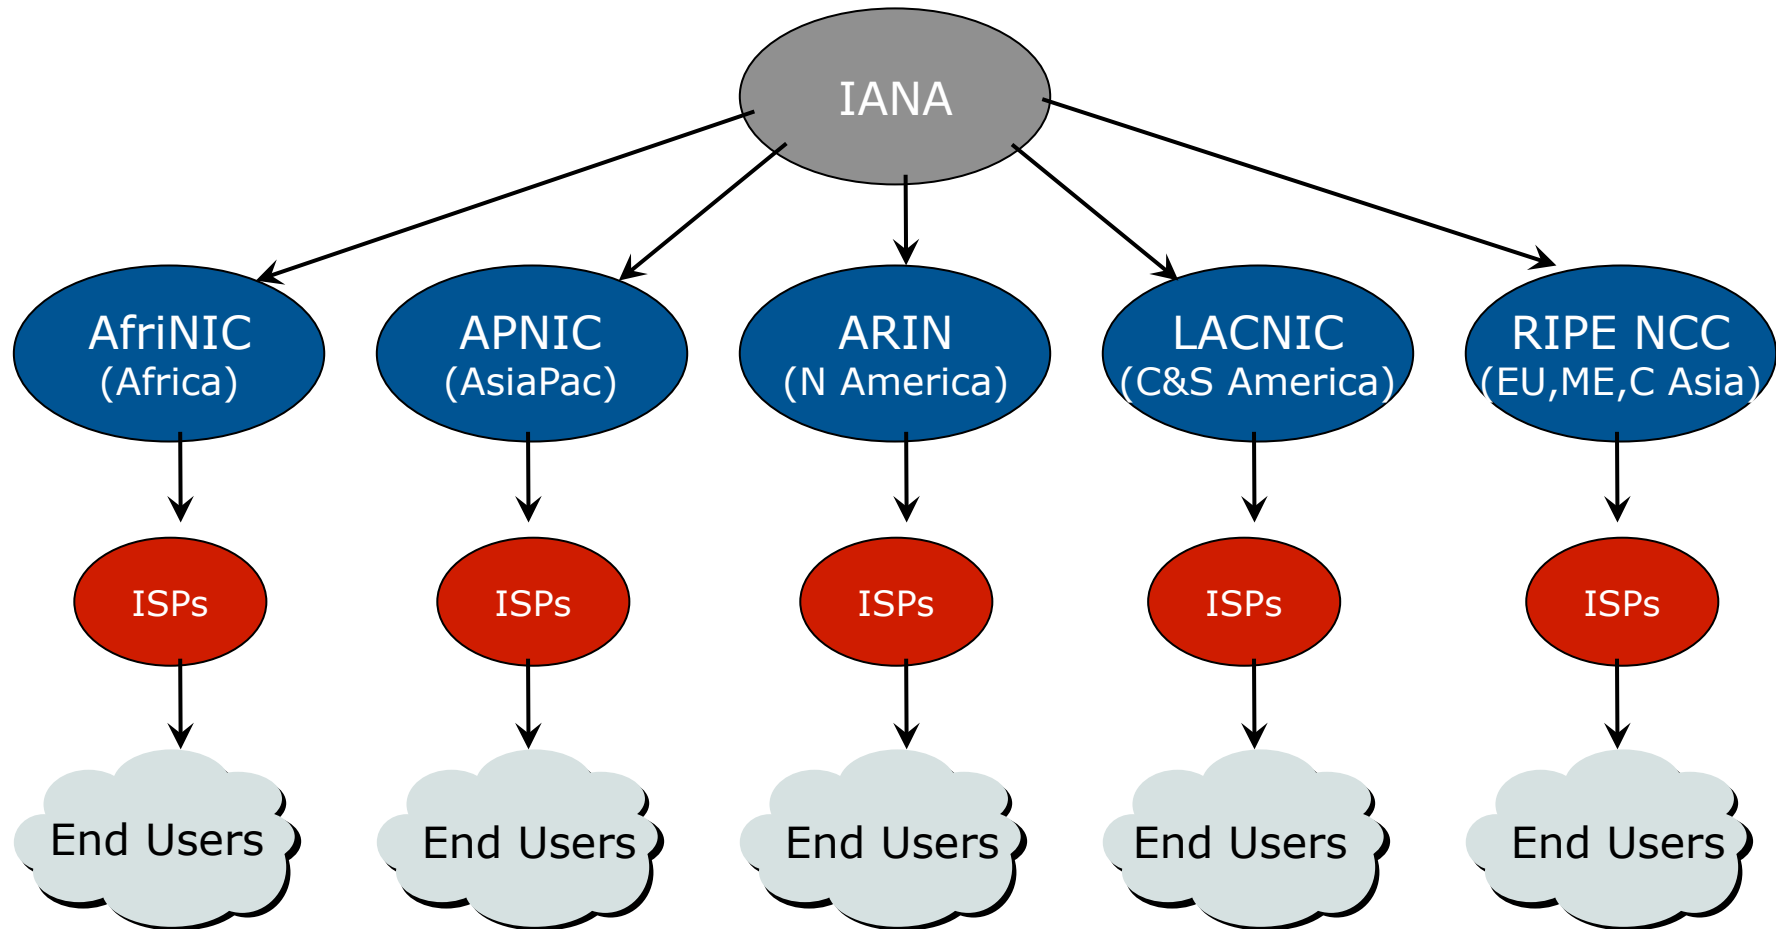 IANA
AfriNIC
(Africa)
APNIC
(AsiaPac)
ARIN
(N America)
LACNIC
(C&S America)
RIPE NCC
(EU,ME,C Asia)
ISPs
ISPs
ISPs
ISPs
ISPs
End Users
End Users
End Users
End Users
End Users